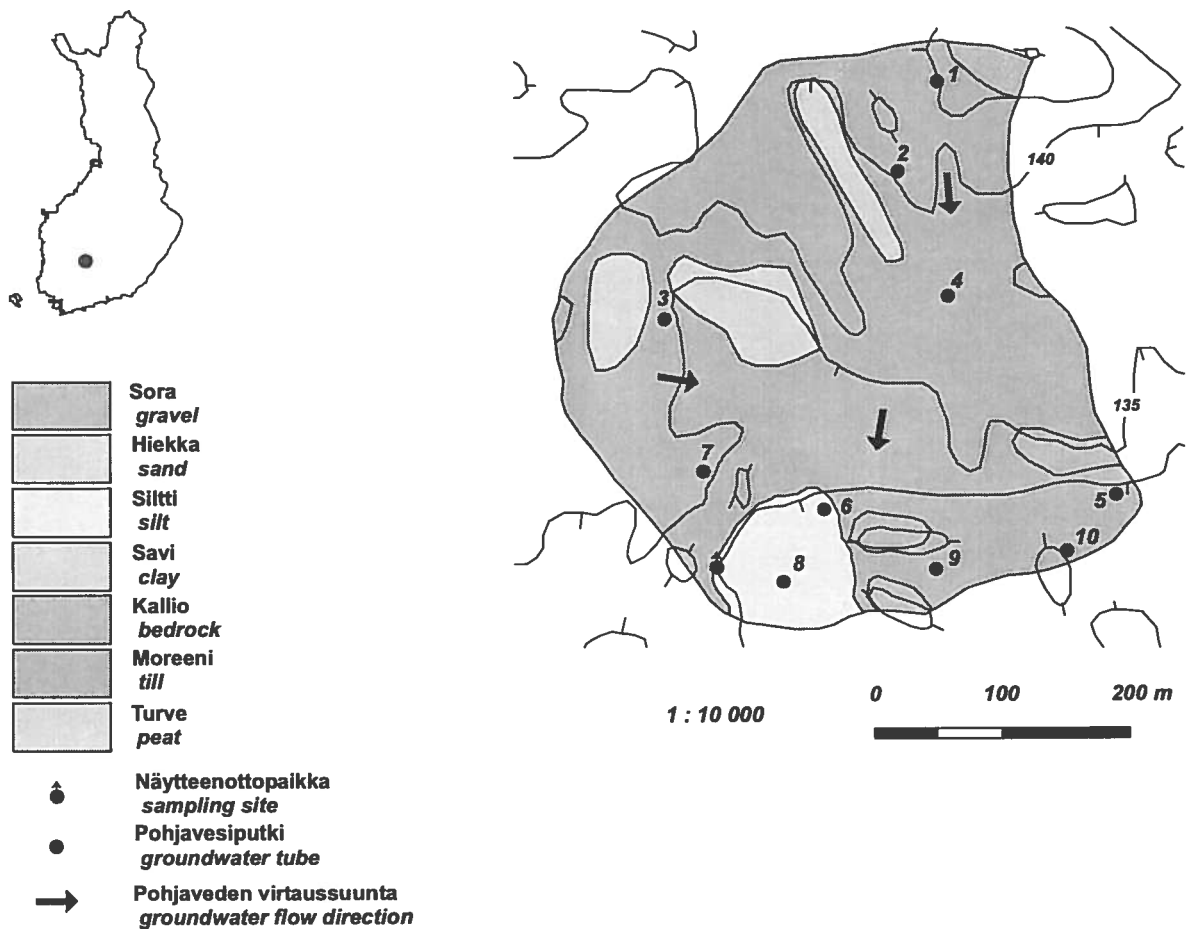 Sora
gravel
Hiekka
sand
Siltti
silt
Savi
clay
Kallio
bedrock
Moreeni
till
Turve
peat
Näytteenottopaikka
sampling site
Pohjavesiputki
groundwater tube
Pohjaveden virtaussuunta
groundwater flow direction
1
2
140
4
3
135
7
5
6
10
8
9
0 100 200 m
1 : 10 000